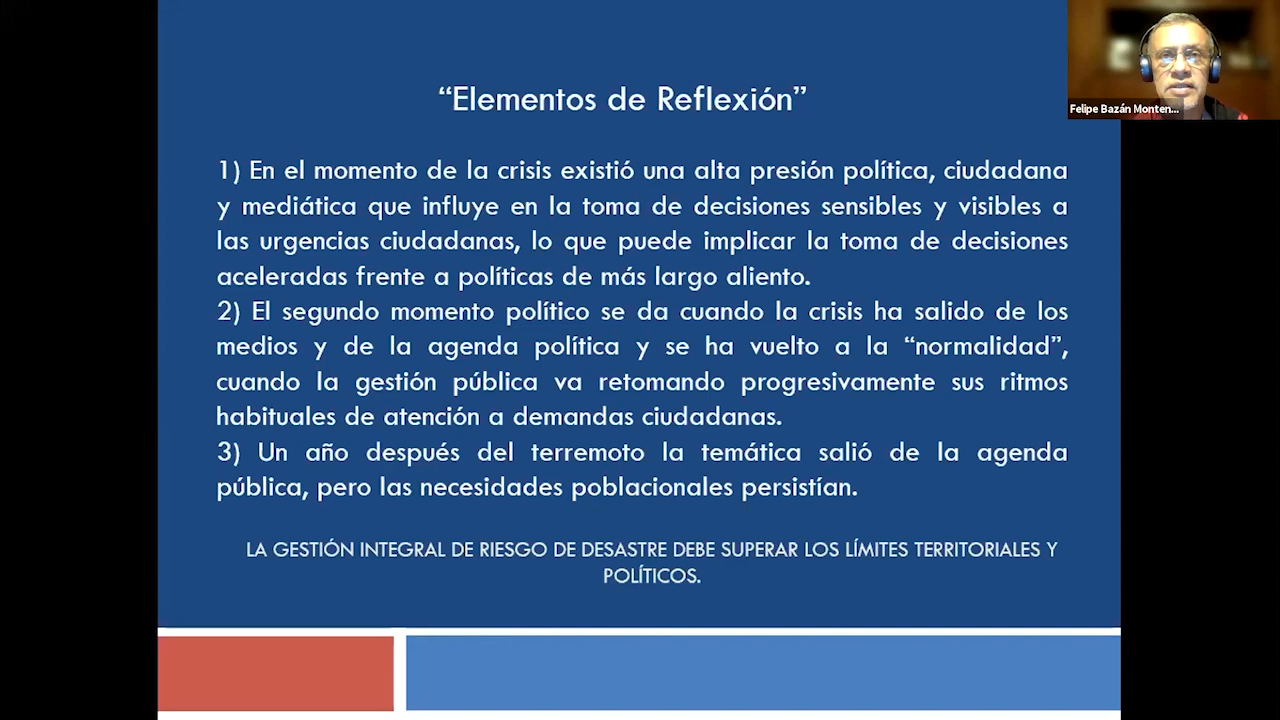 Felipe Bazán Monten...
“Elementos de Reflexión”
1) En el momento de la crisis existió una alta presión política, ciudadana
y mediática que influye en la toma de decisiones sensibles y visibles a
las urgencias ciudadanas, lo que puede implicar la toma de decisiones
aceleradas frente a políticas de más largo aliento.
2) El segundo momento político se da cuando la crisis ha salido de los
medios y de la agenda política y se ha vuelto a la “normalidad”,
cuando la gestión pública va retomando progresivamente sus ritmos
habituales de atención a demandas ciudadanas.
3) Un año después del terremoto la temática salió de la agenda
pública, pero las necesidades poblacionales persistían.
LA GESTIÓN INTEGRAL DE RIESGO DE DESASTRE DEBE SUPERAR LOS LÍMITES TERRITORIALES Y
POLÍTICOS.